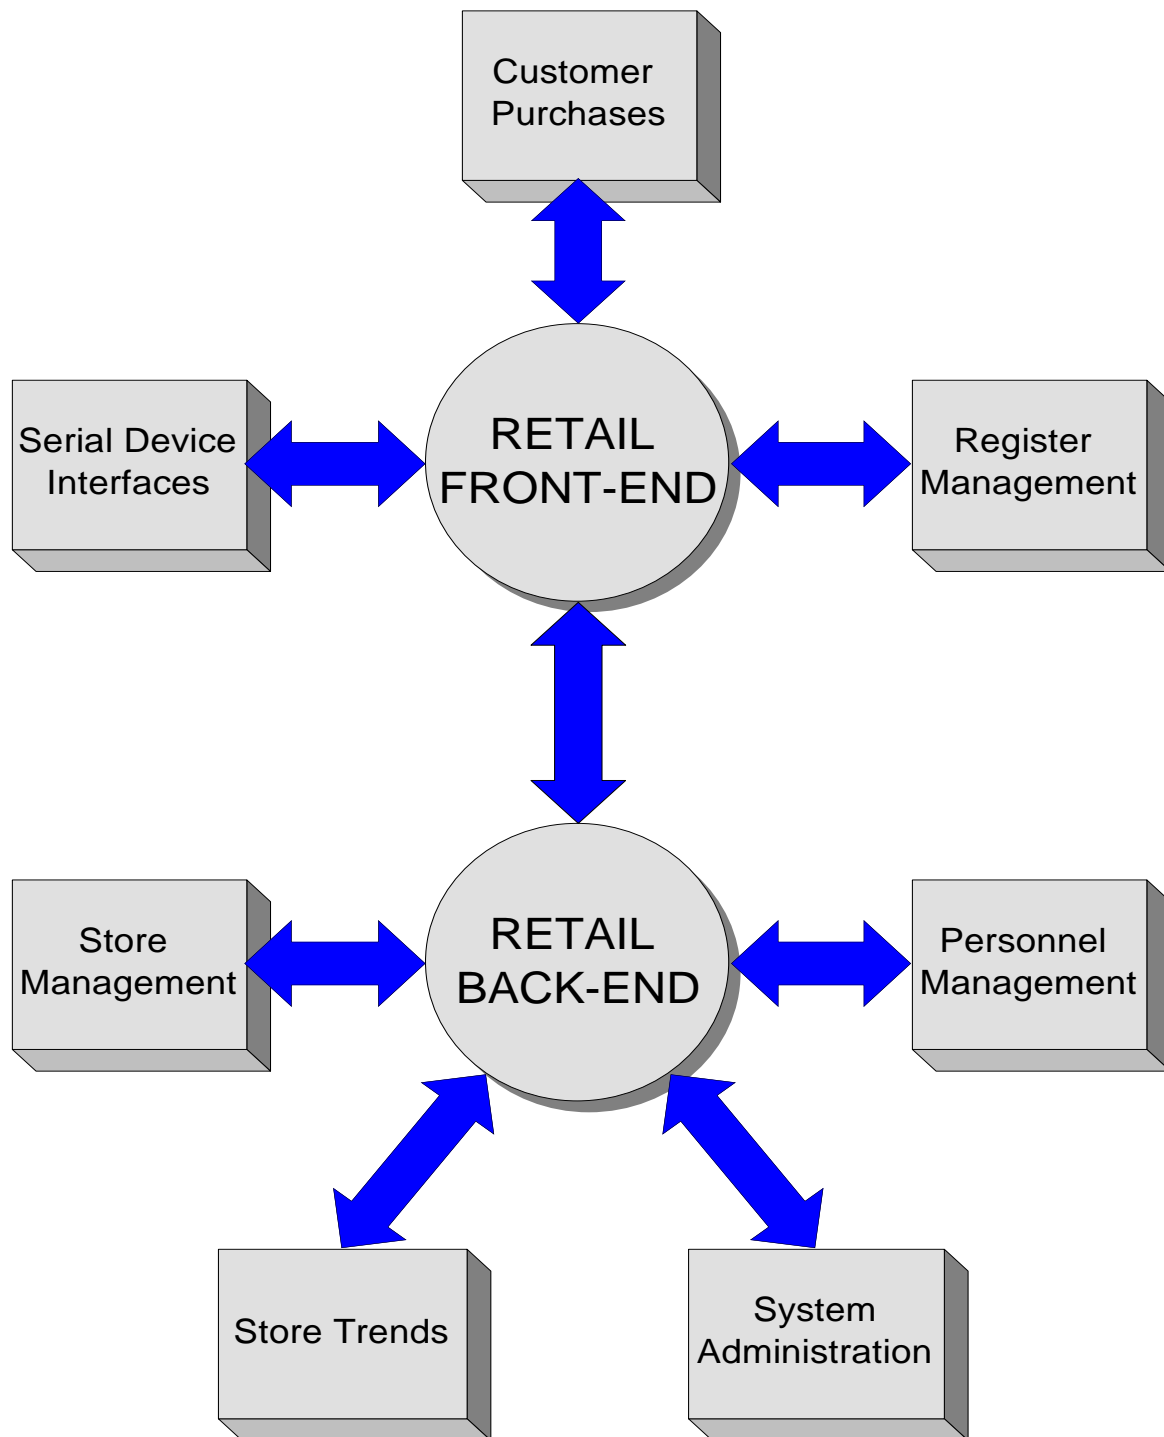 Customer
Purchases
Serial Device
Interfaces
RETAIL
FRONT-END
Register
Management
Store
Management
RETAIL
BACK-END
Personnel
Management
Store Trends
System
Administration